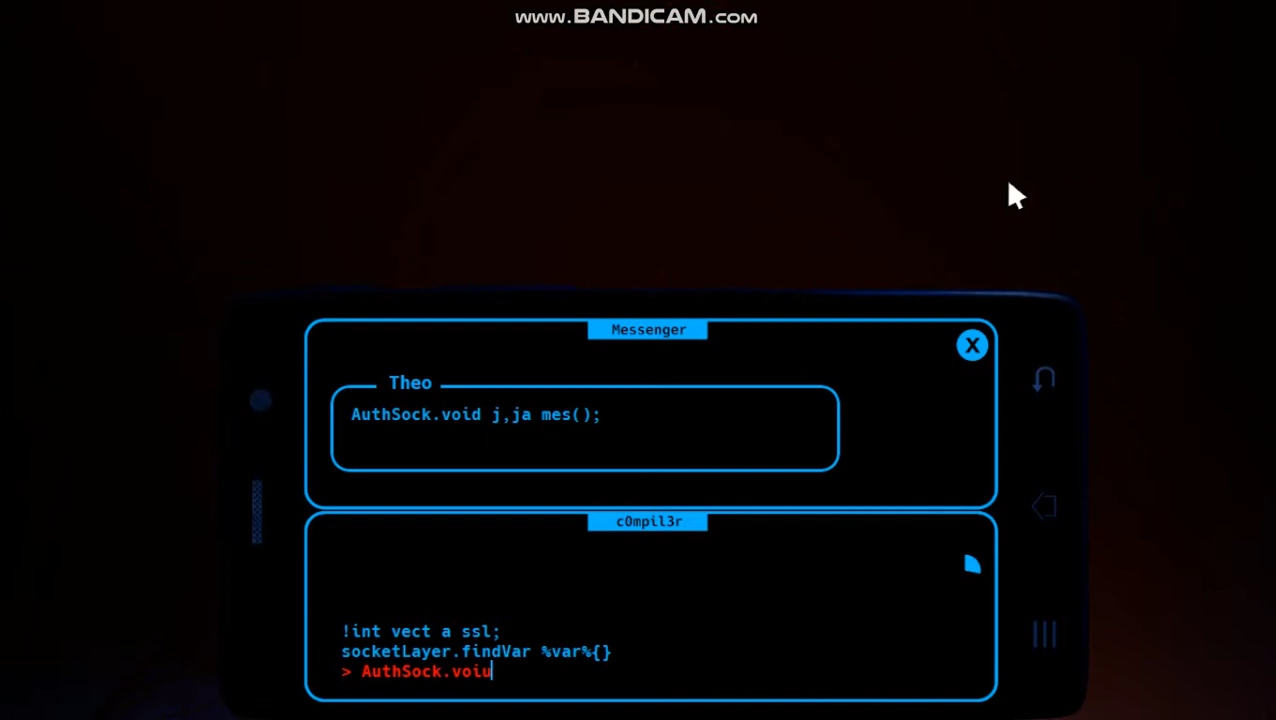 www.BANDICAM.com
Messenger
X
Theo
AuthSock.void j,ja mes();
c0mpil3r
!int vect a ssl;
socketLayer.findVar %var%{}
> AuthSock.voiu